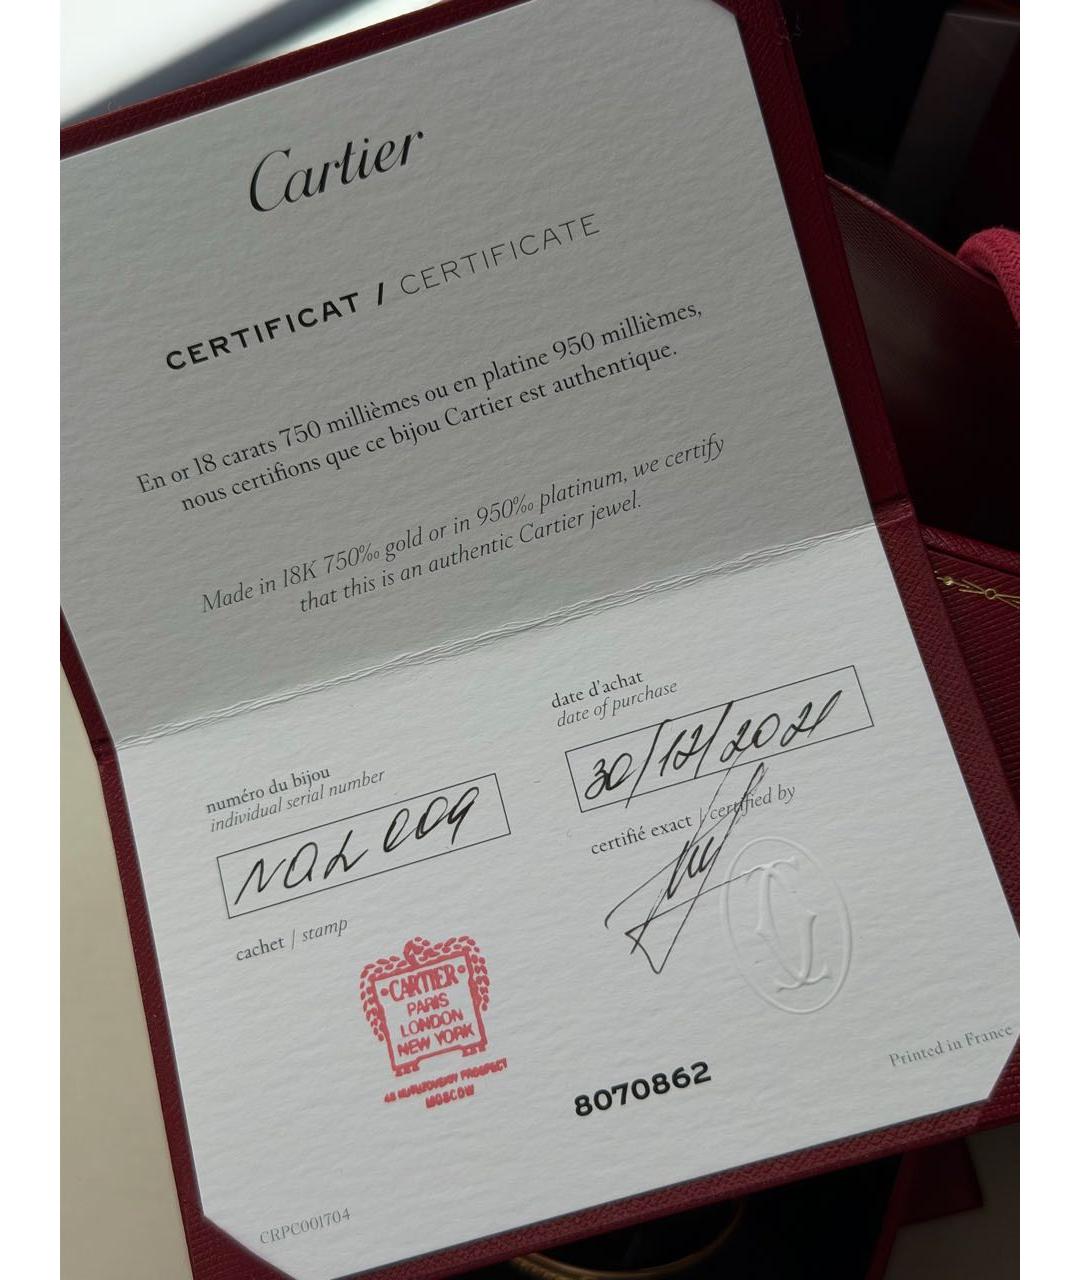 Cartier
CERTIFICAT / CERTIFICATE
En or 18 carats 750 millièmes ou en platine 950 millièmes,
nous certifions que ce bijou Cartier est authentique.
Made in 18K 750‰ gold or in 950‰ platinum, we certify
that this is an authentic Cartier jewel.
date d'achat
date of purchase
30/12/2021
numéro du bijou
individual serial number
certifié exact / certified by
cachet / stamp
CARTIER
PARIS
LONDON
NEW YORK
PROSPECT
MOSCOW
8070862
Printed in France
CRPC001704